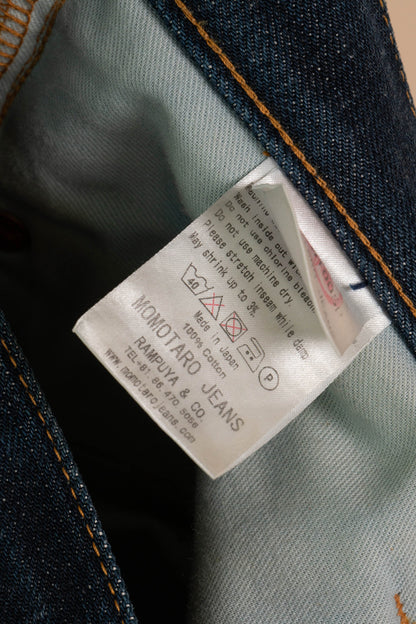 Wash inside out with
Do not use chlorine bleach.
Do not use machine dry.
Please stretch inseam while damp
May shrink up to 3%
40
P
Made in Japan
100% Cotton
MOMOTARO JEANS
RAMPUYA & CO.
TEL+81 86 470 5056
www.momotarojeans.com